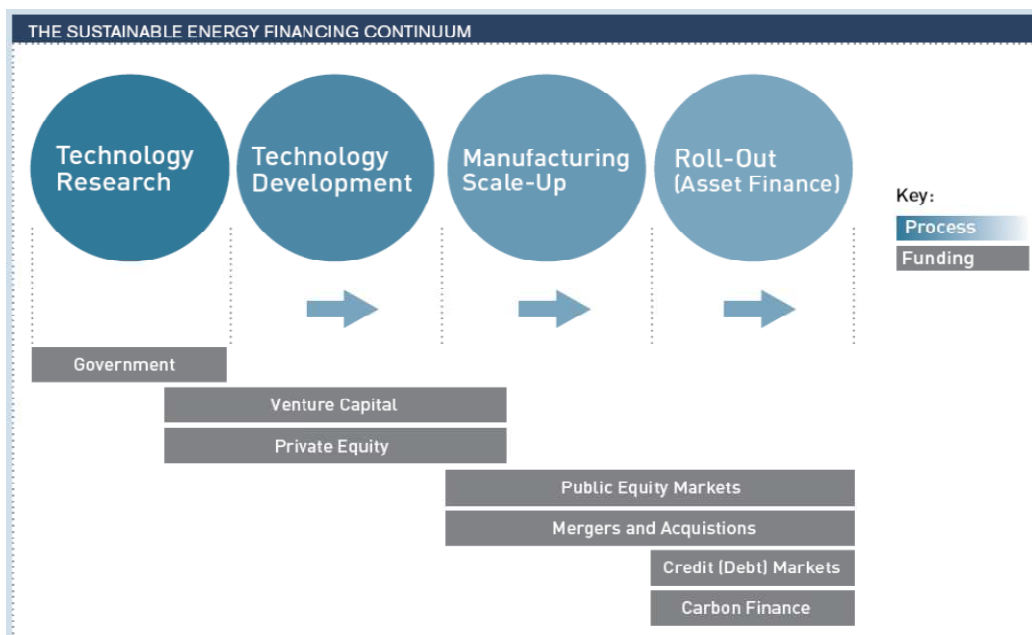 THE SUSTAINABLE ENERGY FINANCING CONTINUUM
Technology
Research
Technology
Development
Manufacturing
Scale-Up
Roll-Out
(Asset Finance)
Key:
Process
Funding
Government
Venture Capital
Private Equity
Public Equity Markets
Mergers and Acquistions
Credit (Debt) Markets
Carbon Finance